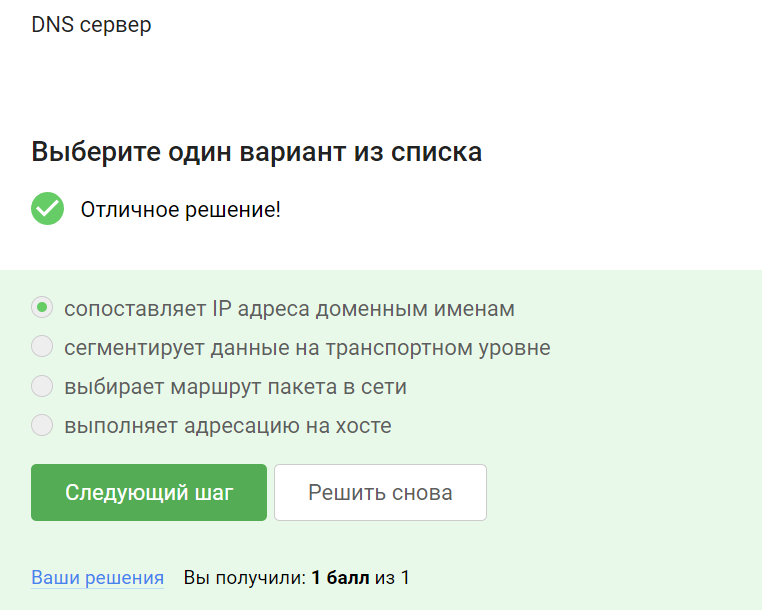 DNS сервер
Выберите один вариант из списка
Отличное решение!
сопоставляет IP адреса доменным именам
сегментирует данные на транспортном уровне
выбирает маршрут пакета в сети
выполняет адресацию на хосте
Следующий шаг Решить снова
Ваши решения Вы получили: 1 балл из 1